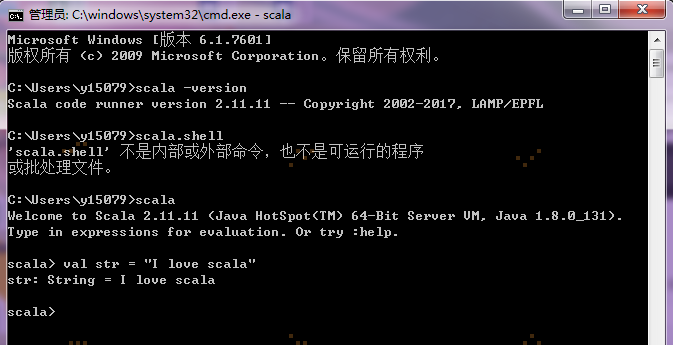 管理员: C:\windows\system32\cmd.exe - scala
Microsoft Windows [版本 6.1.7601]
版权所有 (c) 2009 Microsoft Corporation。保留所有权利。
C:\Users\y15079>scala -version
Scala code runner version 2.11.11 -- Copyright 2002-2017, LAMP/EPFL
C:\Users\y15079>scala.shell
'scala.shell' 不是内部或外部命令，也不是可运行的程序
或批处理文件。
C:\Users\y15079>scala
Welcome to Scala 2.11.11 (Java HotSpot(TM) 64-Bit Server VM, Java 1.8.0_131).
Type in expressions for evaluation. Or try :help.
scala> val str = "I love scala"
str: String = I love scala
scala>